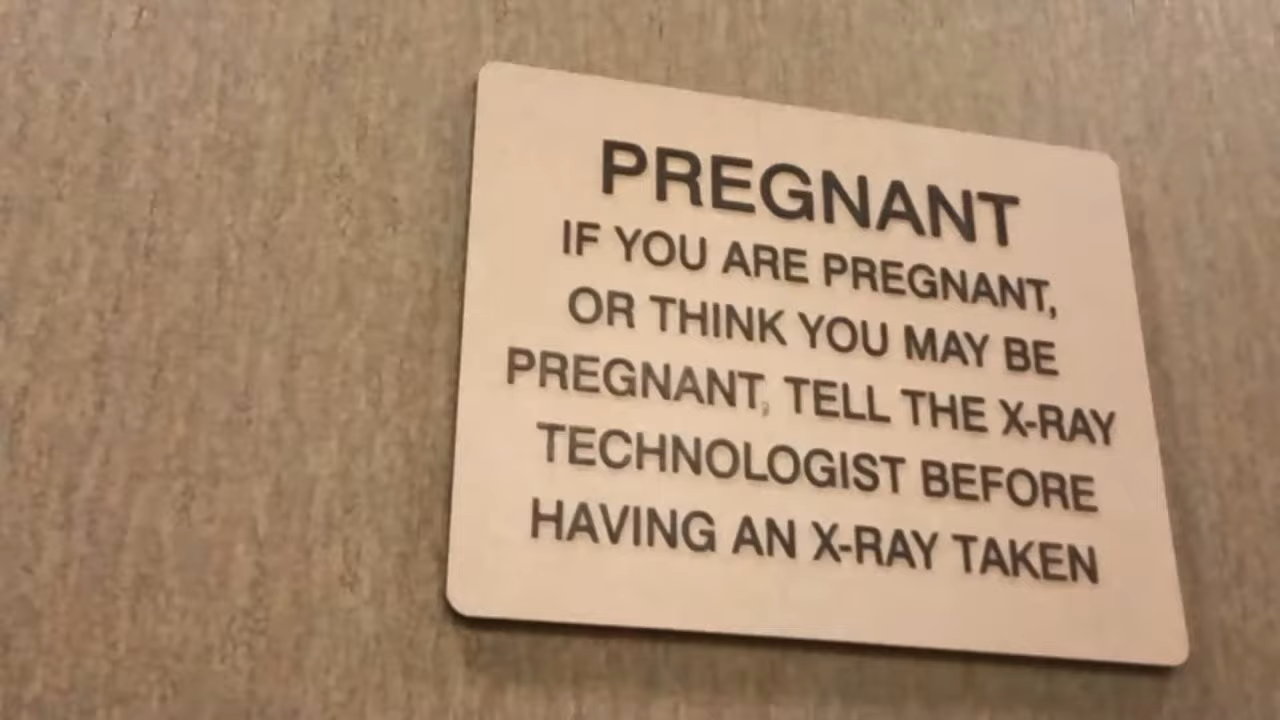 PREGNANT
IF YOU ARE PREGNANT,
OR THINK YOU MAY BE
PREGNANT, TELL THE X-RAY
TECHNOLOGIST BEFORE
HAVING AN X-RAY TAKEN